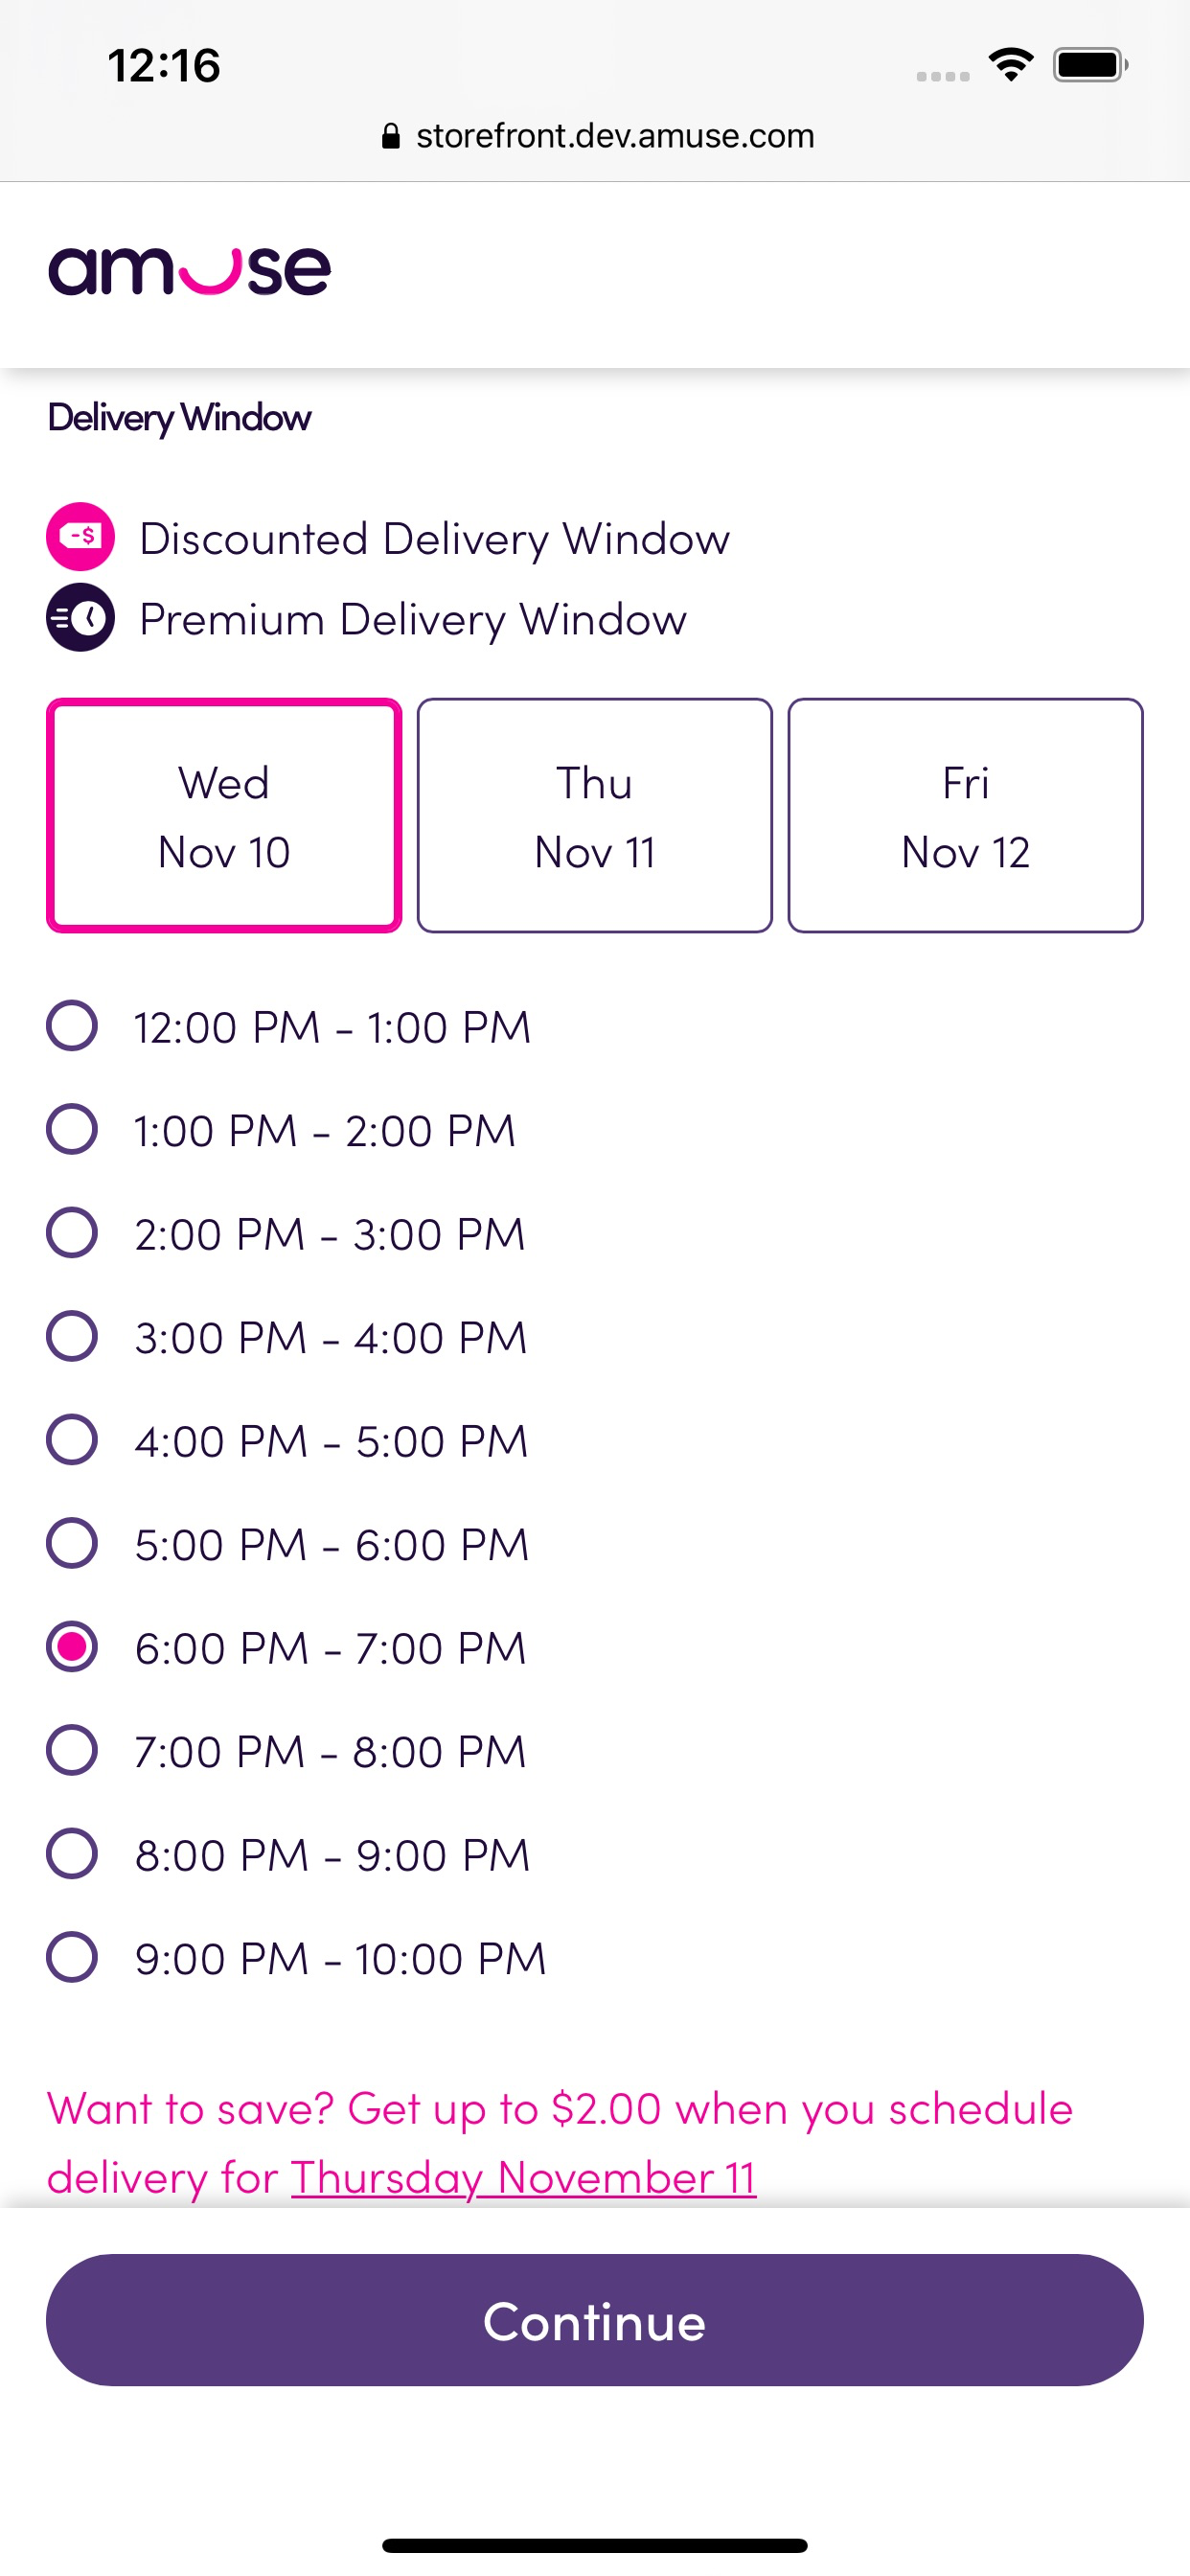 12:16
storefront.dev.amuse.com
amuse
Delivery Window
-$ Discounted Delivery Window
Premium Delivery Window
Wed
Nov 10
Thu
Nov 11
Fri
Nov 12
12:00 PM - 1:00 PM
1:00 PM - 2:00 PM
2:00 PM - 3:00 PM
3:00 PM - 4:00 PM
4:00 PM - 5:00 PM
5:00 PM - 6:00 PM
6:00 PM - 7:00 PM
7:00 PM - 8:00 PM
8:00 PM - 9:00 PM
9:00 PM - 10:00 PM
Want to save? Get up to $2.00 when you schedule
delivery for Thursday November 11
Continue